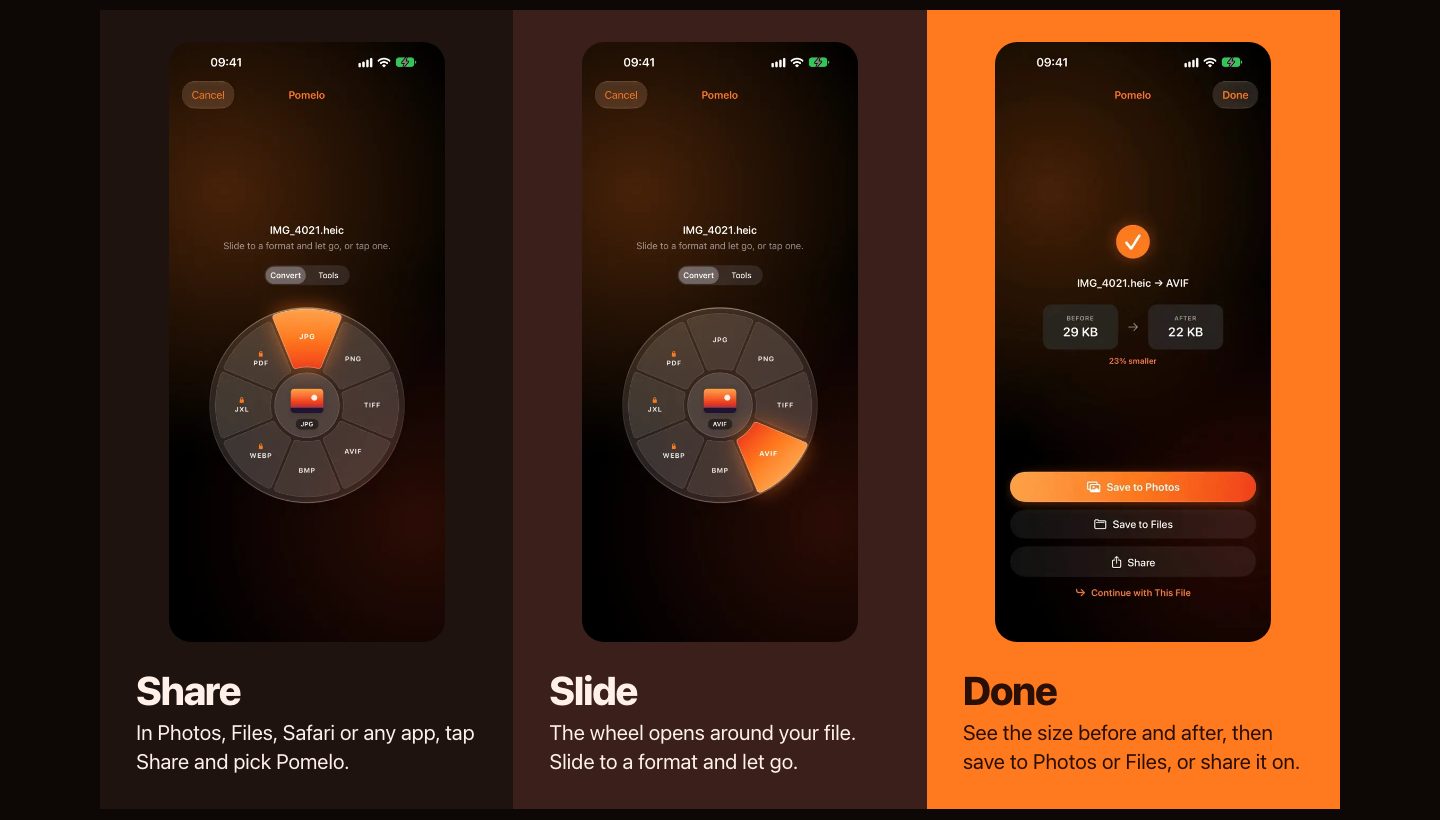 09:41
Cancel
Pomelo
IMG_4021.heic
Slide to a format and let go, or tap one.
Convert
Tools
JPG
PDF
PNG
JXL
TIFF
JPG
WEBP
AVIF
BMP
Share
In Photos, Files, Safari or any app, tap
Share and pick Pomelo.
09:41
Cancel
Pomelo
IMG_4021.heic
Slide to a format and let go, or tap one.
Convert
Tools
JPG
PDF
PNG
JXL
TIFF
AVIF
WEBP
AVIF
BMP
Slide
The wheel opens around your file.
Slide to a format and let go.
09:41
Pomelo
Done
IMG_4021.heic → AVIF
BEFORE
29 KB
→
AFTER
22 KB
23% smaller
Save to Photos
Save to Files
Share
Continue with This File
Done
See the size before and after, then
save to Photos or Files, or share it on.